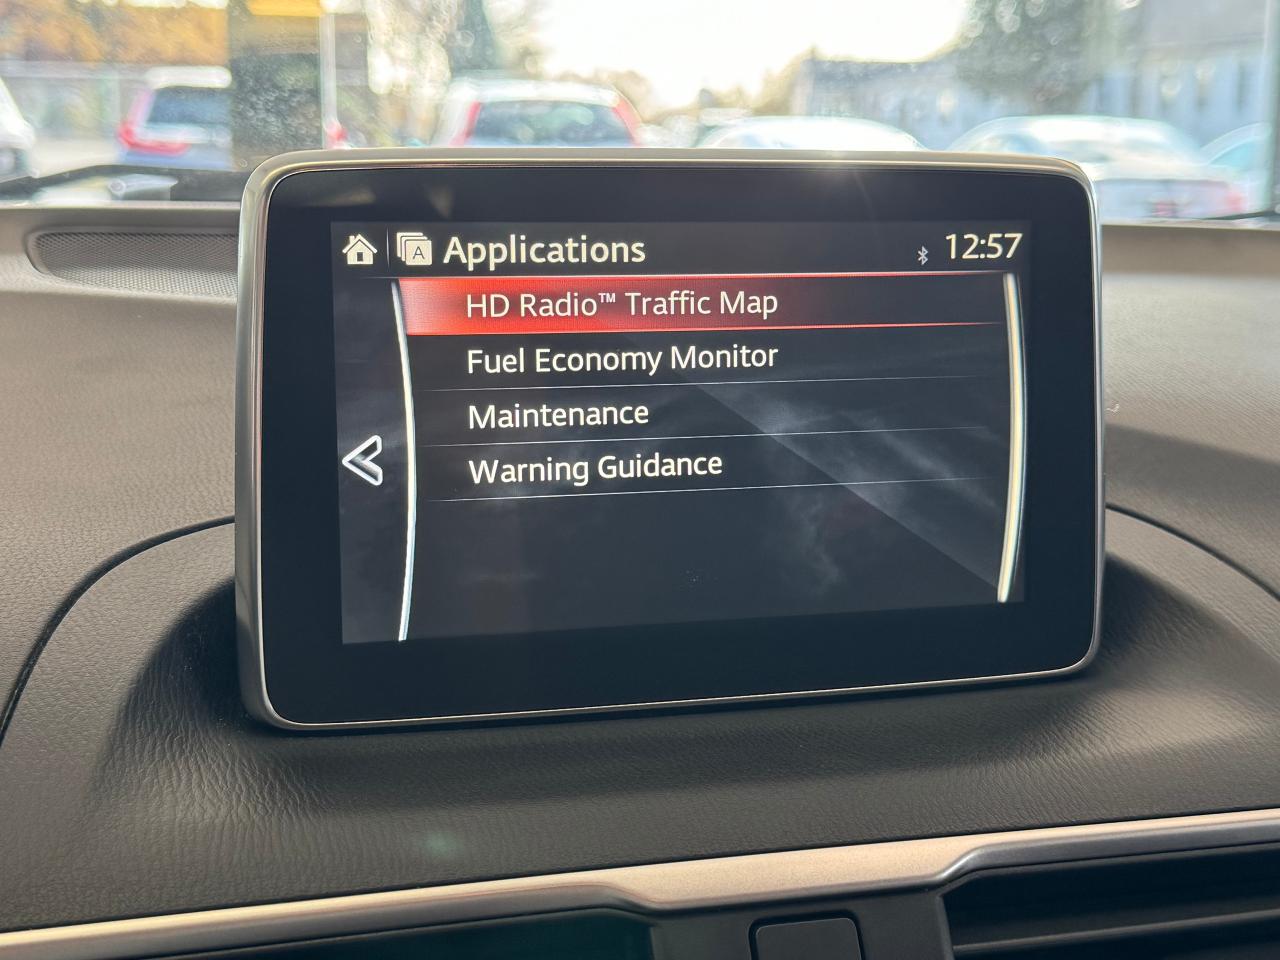 A Applications 12:57
HD Radio™ Traffic Map
Fuel Economy Monitor
Maintenance
Warning Guidance